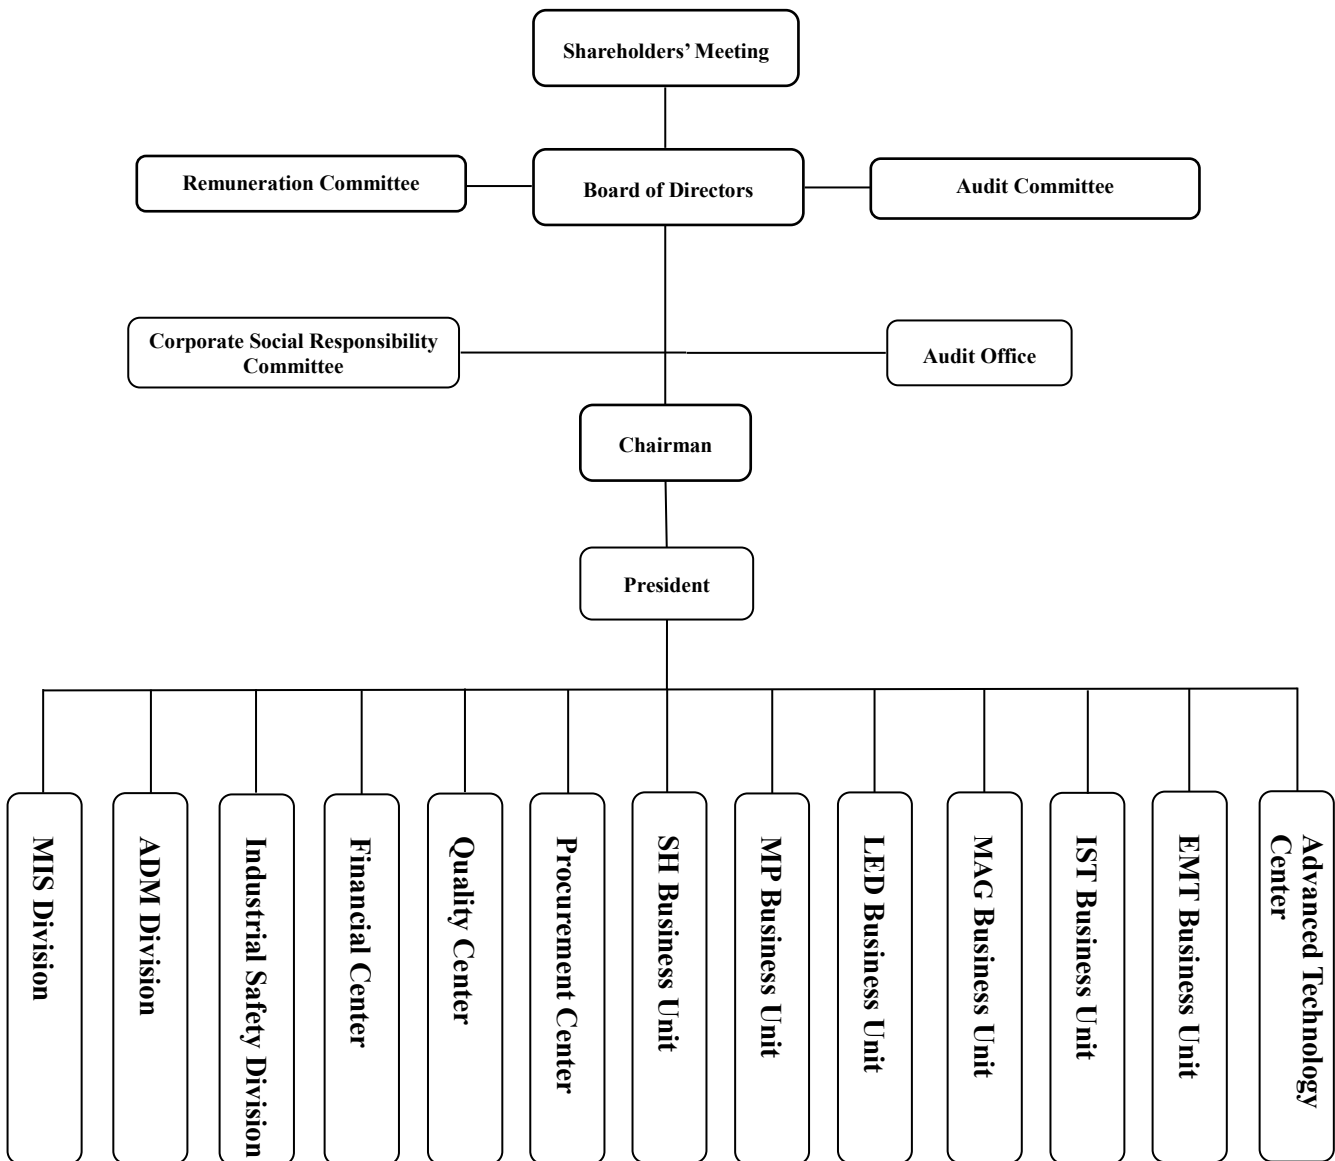 Shareholders’ Meeting
Remuneration Committee
Board of Directors
Audit Committee
Corporate Social Responsibility
Committee
Audit Office
Chairman
President
MIS Division
ADM Division
Industrial Safety Division
Financial Center
Quality Center
Procurement Center
SH Business Unit
MP Business Unit
LED Business Unit
MAG Business Unit
IST Business Unit
EMT Business Unit
Advanced Technology
Center